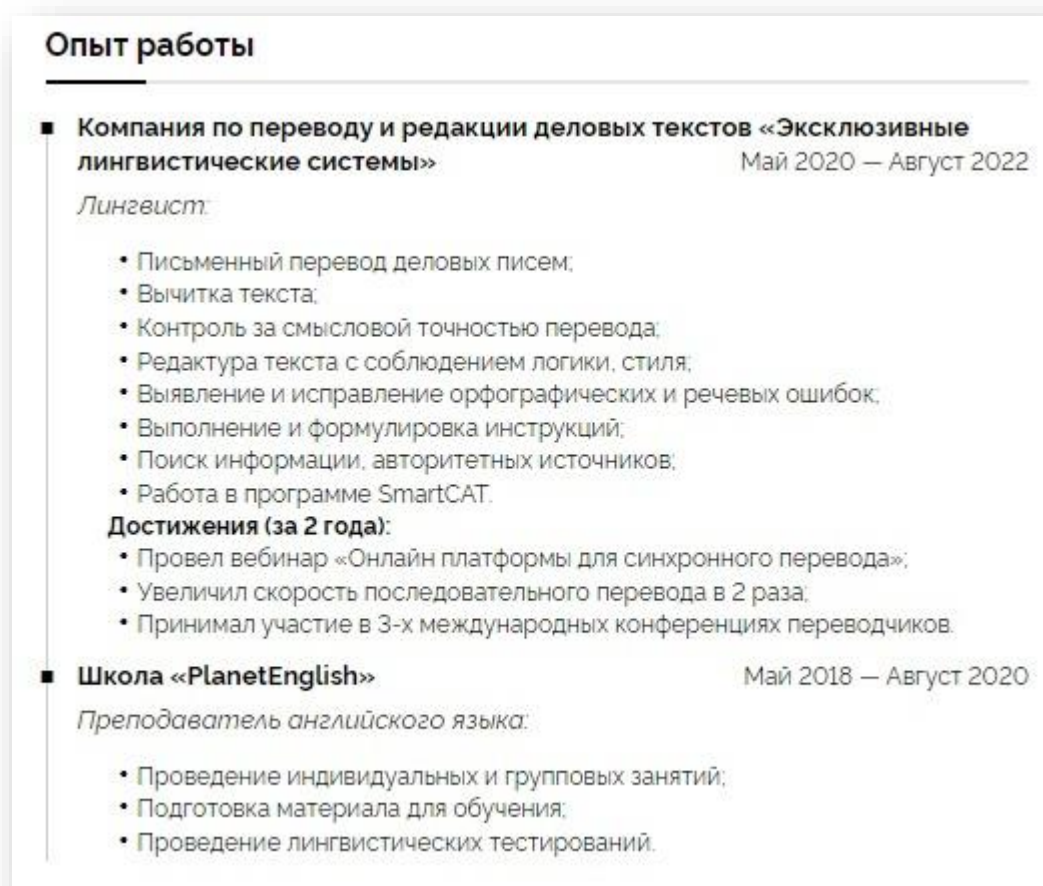 Опыт работы
Компания по переводу и редакции деловых текстов «Эксклюзивные
лингвистические системы» Май 2020 — Август 2022
Лингвист:
• Письменный перевод деловых писем;
• Вычитка текста;
• Контроль за смысловой точностью перевода;
• Редактура текста с соблюдением логики, стиля;
• Выявление и исправление орфографических и речевых ошибок;
• Выполнение и формулировка инструкций;
• Поиск информации, авторитетных источников;
• Работа в программе SmartCAT.
Достижения (за 2 года):
• Провел вебинар «Онлайн платформы для синхронного перевода»;
• Увеличил скорость последовательного перевода в 2 раза;
• Принимал участие в 3-х международных конференциях переводчиков.
Школа «PlanetEnglish» Май 2018 — Август 2020
Преподаватель английского языка:
• Проведение индивидуальных и групповых занятий;
• Подготовка материала для обучения;
• Проведение лингвистических тестирований.